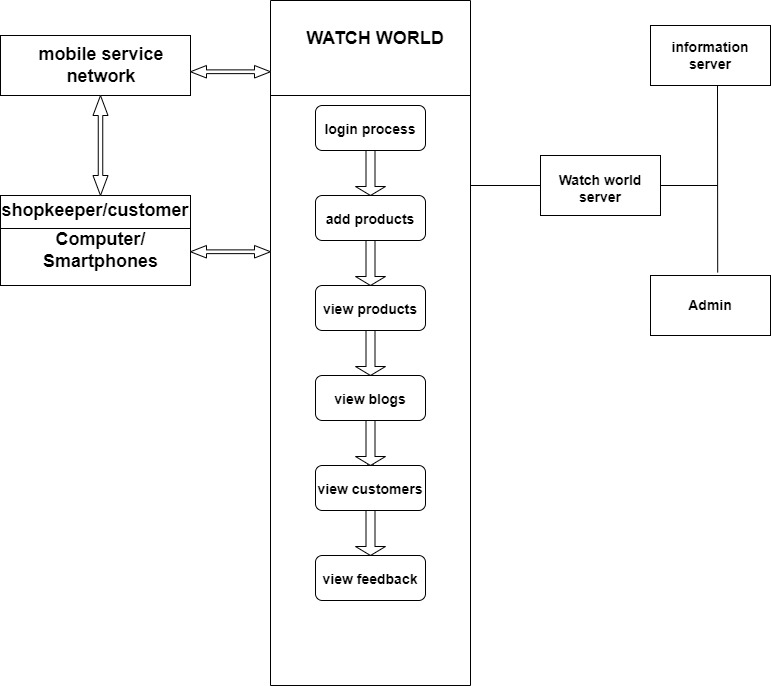 mobile service
network
shopkeeper/customer
Computer/
Smartphones
WATCH WORLD
login process
add products
view products
view blogs
view customers
view feedback
Watch world
server
information
server
Admin